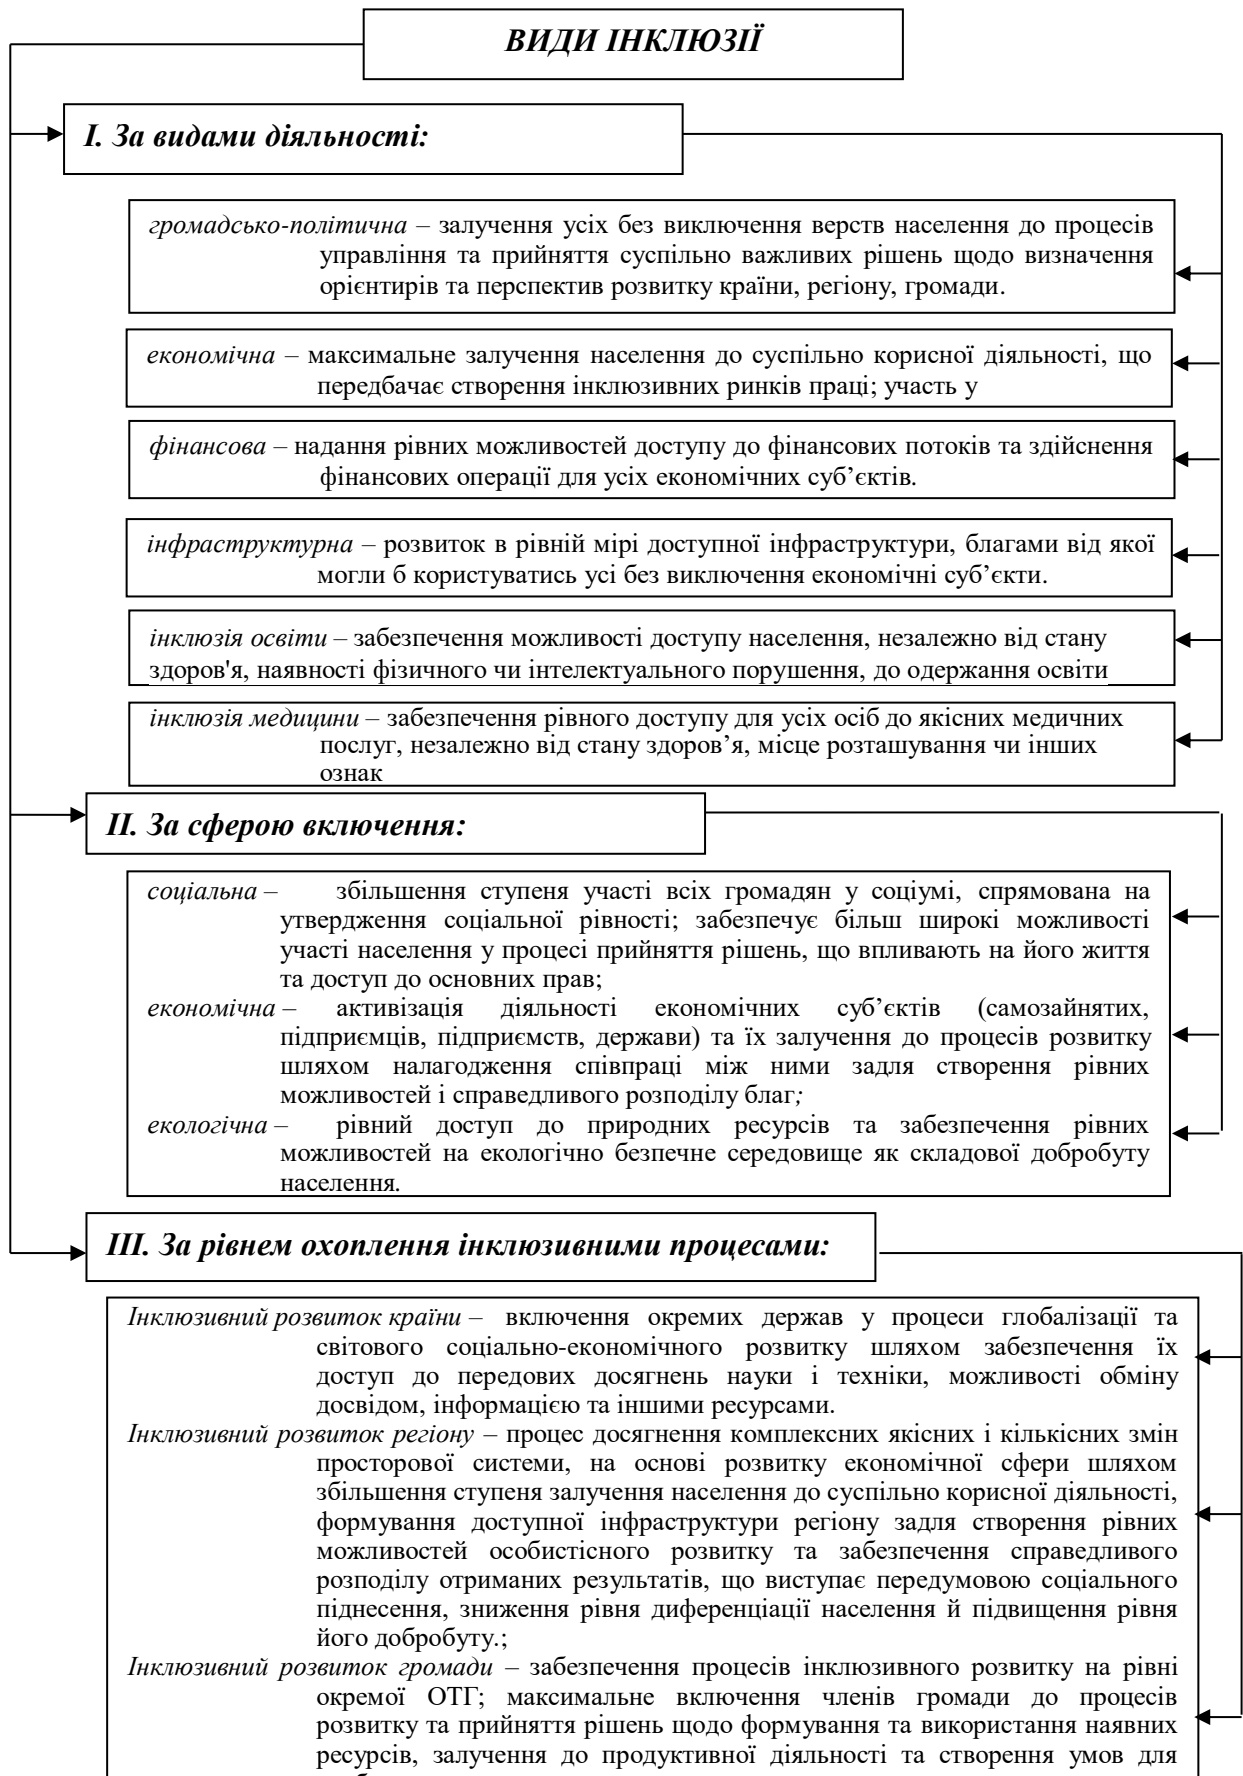 ВИДИ ІНКЛЮЗІЇ
І. За видами діяльності:
громадсько-політична – залучення усіх без виключення верств населення до процесів
управління та прийняття суспільно важливих рішень щодо визначення
орієнтирів та перспектив розвитку країни, регіону, громади.
економічна – максимальне залучення населення до суспільно корисної діяльності, що
передбачає створення інклюзивних ринків праці; участь у
фінансова – надання рівних можливостей доступу до фінансових потоків та здійснення
фінансових операції для усіх економічних суб’єктів.
інфраструктурна – розвиток в рівній мірі доступної інфраструктури, благами від якої
могли б користуватись усі без виключення економічні суб’єкти.
інклюзія освіти – забезпечення можливості доступу населення, незалежно від стану
здоров'я, наявності фізичного чи інтелектуального порушення, до одержання освіти
інклюзія медицини – забезпечення рівного доступу для усіх осіб до якісних медичних
послуг, незалежно від стану здоров’я, місце розташування чи інших
ознак
ІІ. За сферою включення:
соціальна – збільшення ступеня участі всіх громадян у соціумі, спрямована на
утвердження соціальної рівності; забезпечує більш широкі можливості
участі населення у процесі прийняття рішень, що впливають на його життя
та доступ до основних прав;
економічна – активізація діяльності економічних суб’єктів (самозайнятих,
підприємців, підприємств, держави) та їх залучення до процесів розвитку
шляхом налагодження співпраці між ними задля створення рівних
можливостей і справедливого розподілу благ;
екологічна – рівний доступ до природних ресурсів та забезпечення рівних
можливостей на екологічно безпечне середовище як складової добробуту
населення.
ІІІ. За рівнем охоплення інклюзивними процесами:
Інклюзивний розвиток країни – включення окремих держав у процеси глобалізації та
світового соціально-економічного розвитку шляхом забезпечення їх
доступ до передових досягнень науки і техніки, можливості обміну
досвідом, інформацією та іншими ресурсами.
Інклюзивний розвиток регіону – процес досягнення комплексних якісних і кількісних змін
просторової системи, на основі розвитку економічної сфери шляхом
збільшення ступеня залучення населення до суспільно корисної діяльності,
формування доступної інфраструктури регіону задля створення рівних
можливостей особистісного розвитку та забезпечення справедливого
розподілу отриманих результатів, що виступає передумовою соціального
піднесення, зниження рівня диференціації населення й підвищення рівня
його добробуту.;
Інклюзивний розвиток громади – забезпечення процесів інклюзивного розвитку на рівні
окремої ОТГ; максимальне включення членів громади до процесів
розвитку та прийняття рішень щодо формування та використання наявних
ресурсів, залучення до продуктивної діяльності та створення умов для